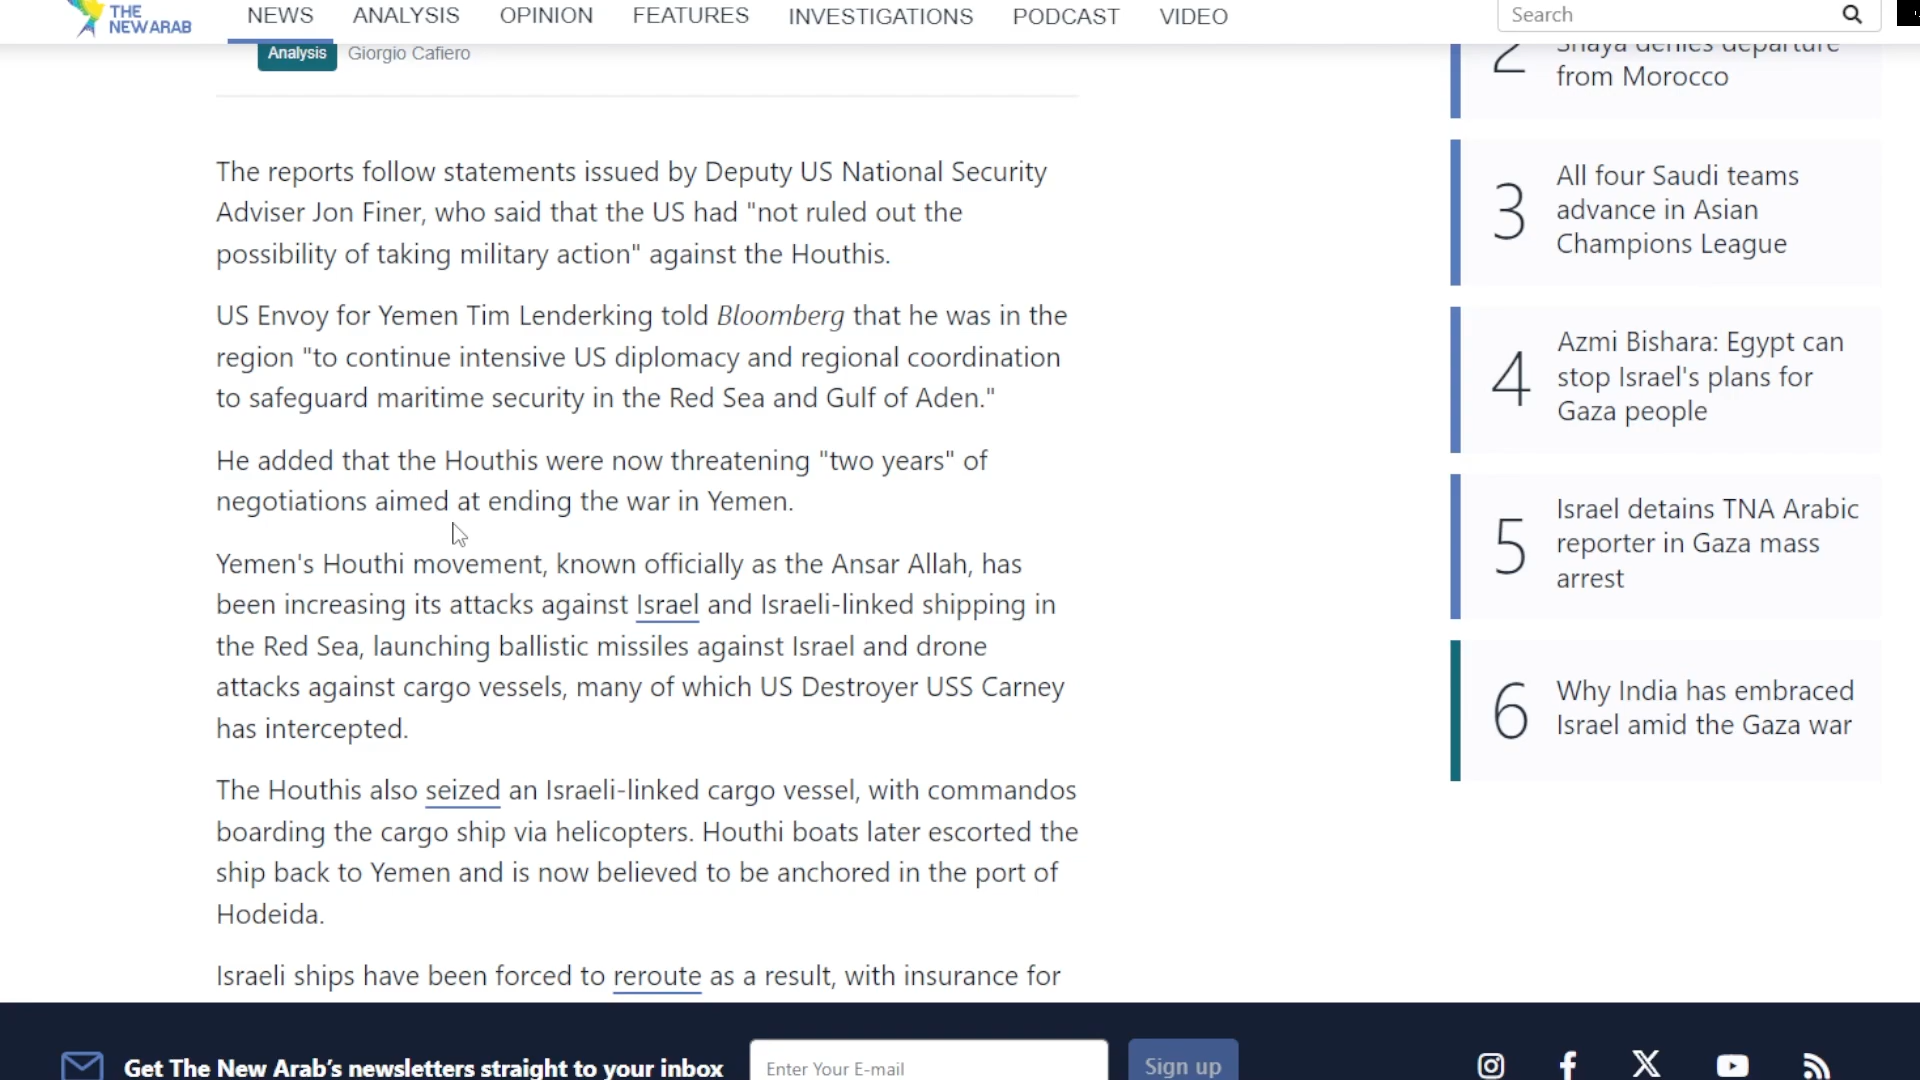 THE
NEW ARAB
NEWS
ANALYSIS
OPINION
FEATURES
INVESTIGATIONS
PODCAST
VIDEO
Search
Analysis
Giorgio Cafiero
The reports follow statements issued by Deputy US National Security
Adviser Jon Finer, who said that the US had "not ruled out the
possibility of taking military action" against the Houthis.
US Envoy for Yemen Tim Lenderking told Bloomberg that he was in the
region "to continue intensive US diplomacy and regional coordination
to safeguard maritime security in the Red Sea and Gulf of Aden."
He added that the Houthis were now threatening "two years" of
negotiations aimed at ending the war in Yemen.
Yemen's Houthi movement, known officially as the Ansar Allah, has
been increasing its attacks against Israel and Israeli-linked shipping in
the Red Sea, launching ballistic missiles against Israel and drone
attacks against cargo vessels, many of which US Destroyer USS Carney
has intercepted.
The Houthis also seized an Israeli-linked cargo vessel, with commandos
boarding the cargo ship via helicopters. Houthi boats later escorted the
ship back to Yemen and is now believed to be anchored in the port of
Hodeida.
Israeli ships have been forced to reroute as a result, with insurance for
2
Shaya denies departure
from Morocco
3
All four Saudi teams
advance in Asian
Champions League
4
Azmi Bishara: Egypt can
stop Israel's plans for
Gaza people
5
Israel detains TNA Arabic
reporter in Gaza mass
arrest
6
Why India has embraced
Israel amid the Gaza war
Get The New Arab's newsletters straight to your inbox
Enter Your E-mail
Sign up